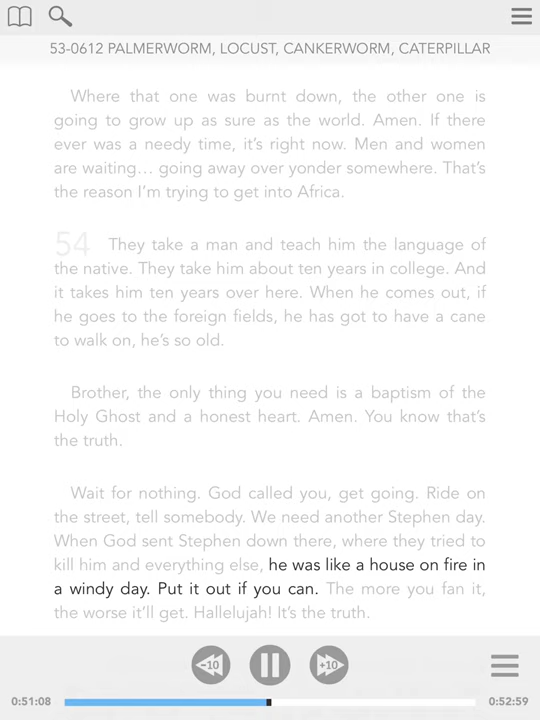 53-0612 PALMERWORM, LOCUST, CANKERWORM, CATERPILLAR
Where that one was burnt down, the other one is
going to grow up as sure as the world. Amen. If there
ever was a needy time, it's right now. Men and women
are waiting… going away over yonder somewhere. That's
the reason I'm trying to get into Africa.
54 They take a man and teach him the language of
the native. They take him about ten years in college. And
it takes him ten years over here. When he comes out, if
he goes to the foreign fields, he has got to have a cane
to walk on, he's so old.
Brother, the only thing you need is a baptism of the
Holy Ghost and a honest heart. Amen. You know that's
the truth.
Wait for nothing. God called you, get going. Ride on
the street, tell somebody. We need another Stephen day.
When God sent Stephen down there, where they tried to
kill him and everything else, he was like a house on fire in
a windy day. Put it out if you can. The more you fan it,
the worse it'll get. Hallelujah! It's the truth.
-10 +10
0:51:08 0:52:59